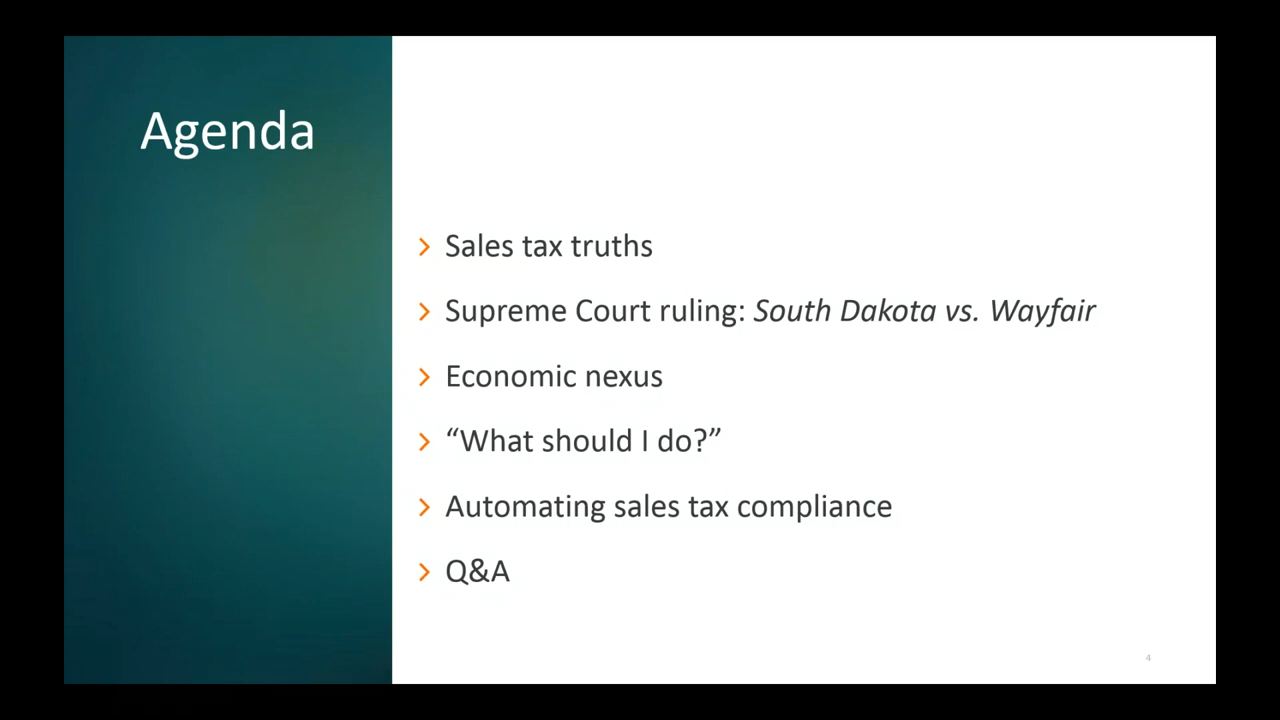 Agenda
Sales tax truths
Supreme Court ruling: South Dakota vs. Wayfair
Economic nexus
“What should I do?”
Automating sales tax compliance
Q&A
4